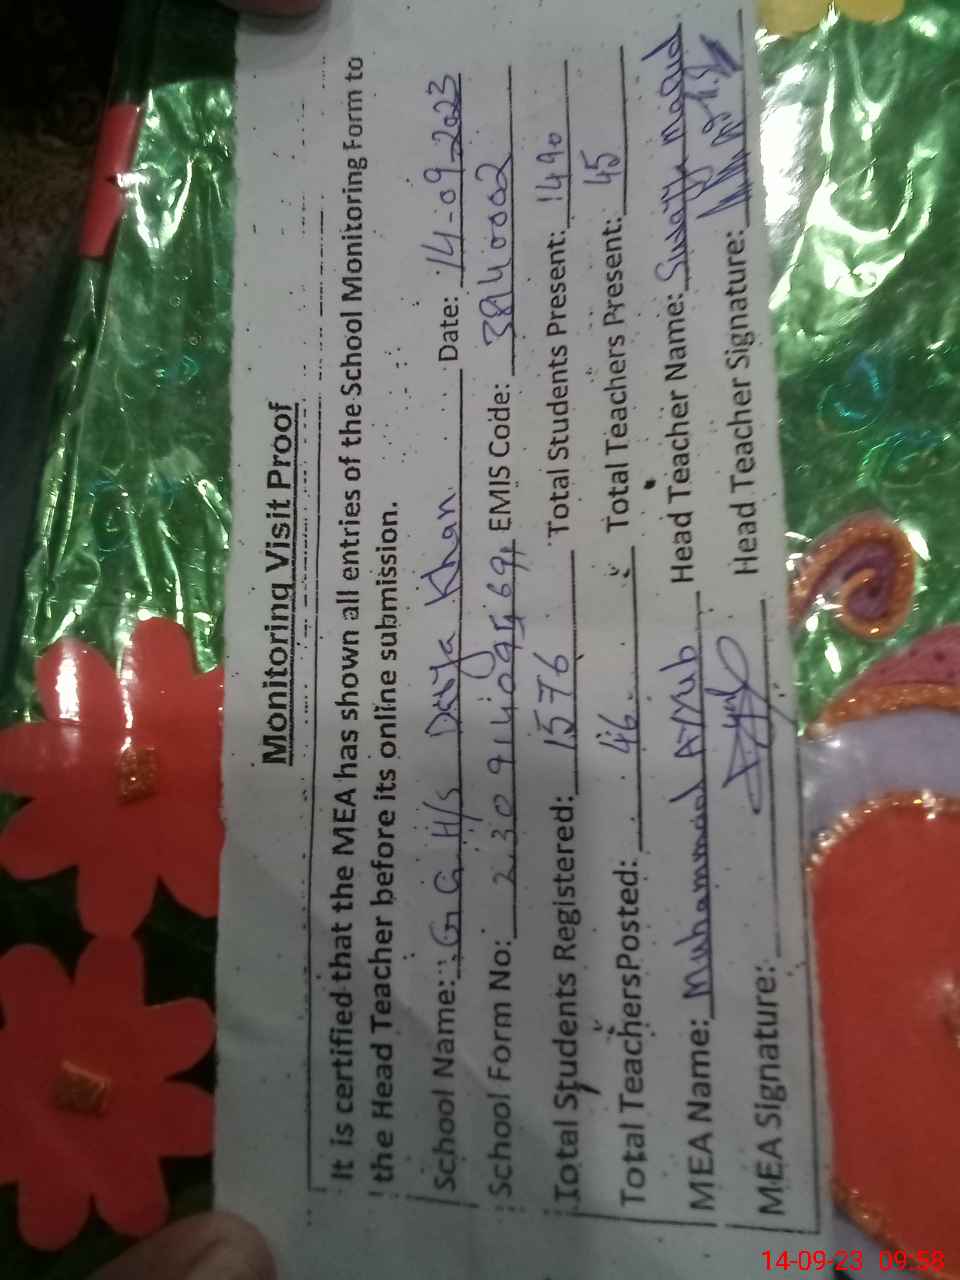 Monitoring Visit Proof
It is certified that the MEA has shown all entries of the School Monitoring Form to
the Head Teacher before its online submission.
School Name: G G H/S Darya Khan Date: 14-09-2023
School Form No: EMIS Code: 38140002
Total Students Registered: 1576 Total Students Present: 1490
Total Teachers Posted: 46 Total Teachers Present: 45
MEA Name: Muhammad Head Teacher Name:
MEA Signature: Head Teacher Signature:
14-09-23 09:58